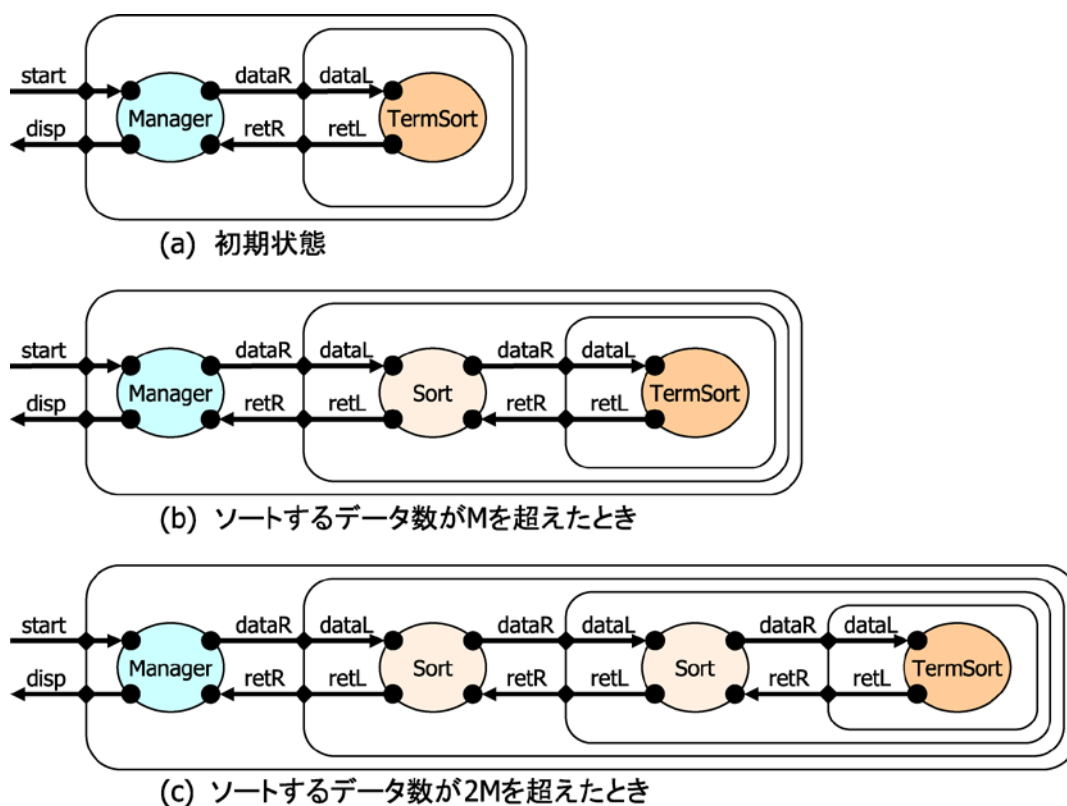 start dataR dataL
Manager TermSort
disp retR retL
(a) 初期状態
start dataR dataL dataR dataL
Manager Sort TermSort
disp retR retL retR retL
(b) ソートするデータ数がMを超えたとき
start dataR dataL dataR dataL dataR dataL
Manager Sort Sort TermSort
disp retR retL retR retL retR retL
(c) ソートするデータ数が2Mを超えたとき